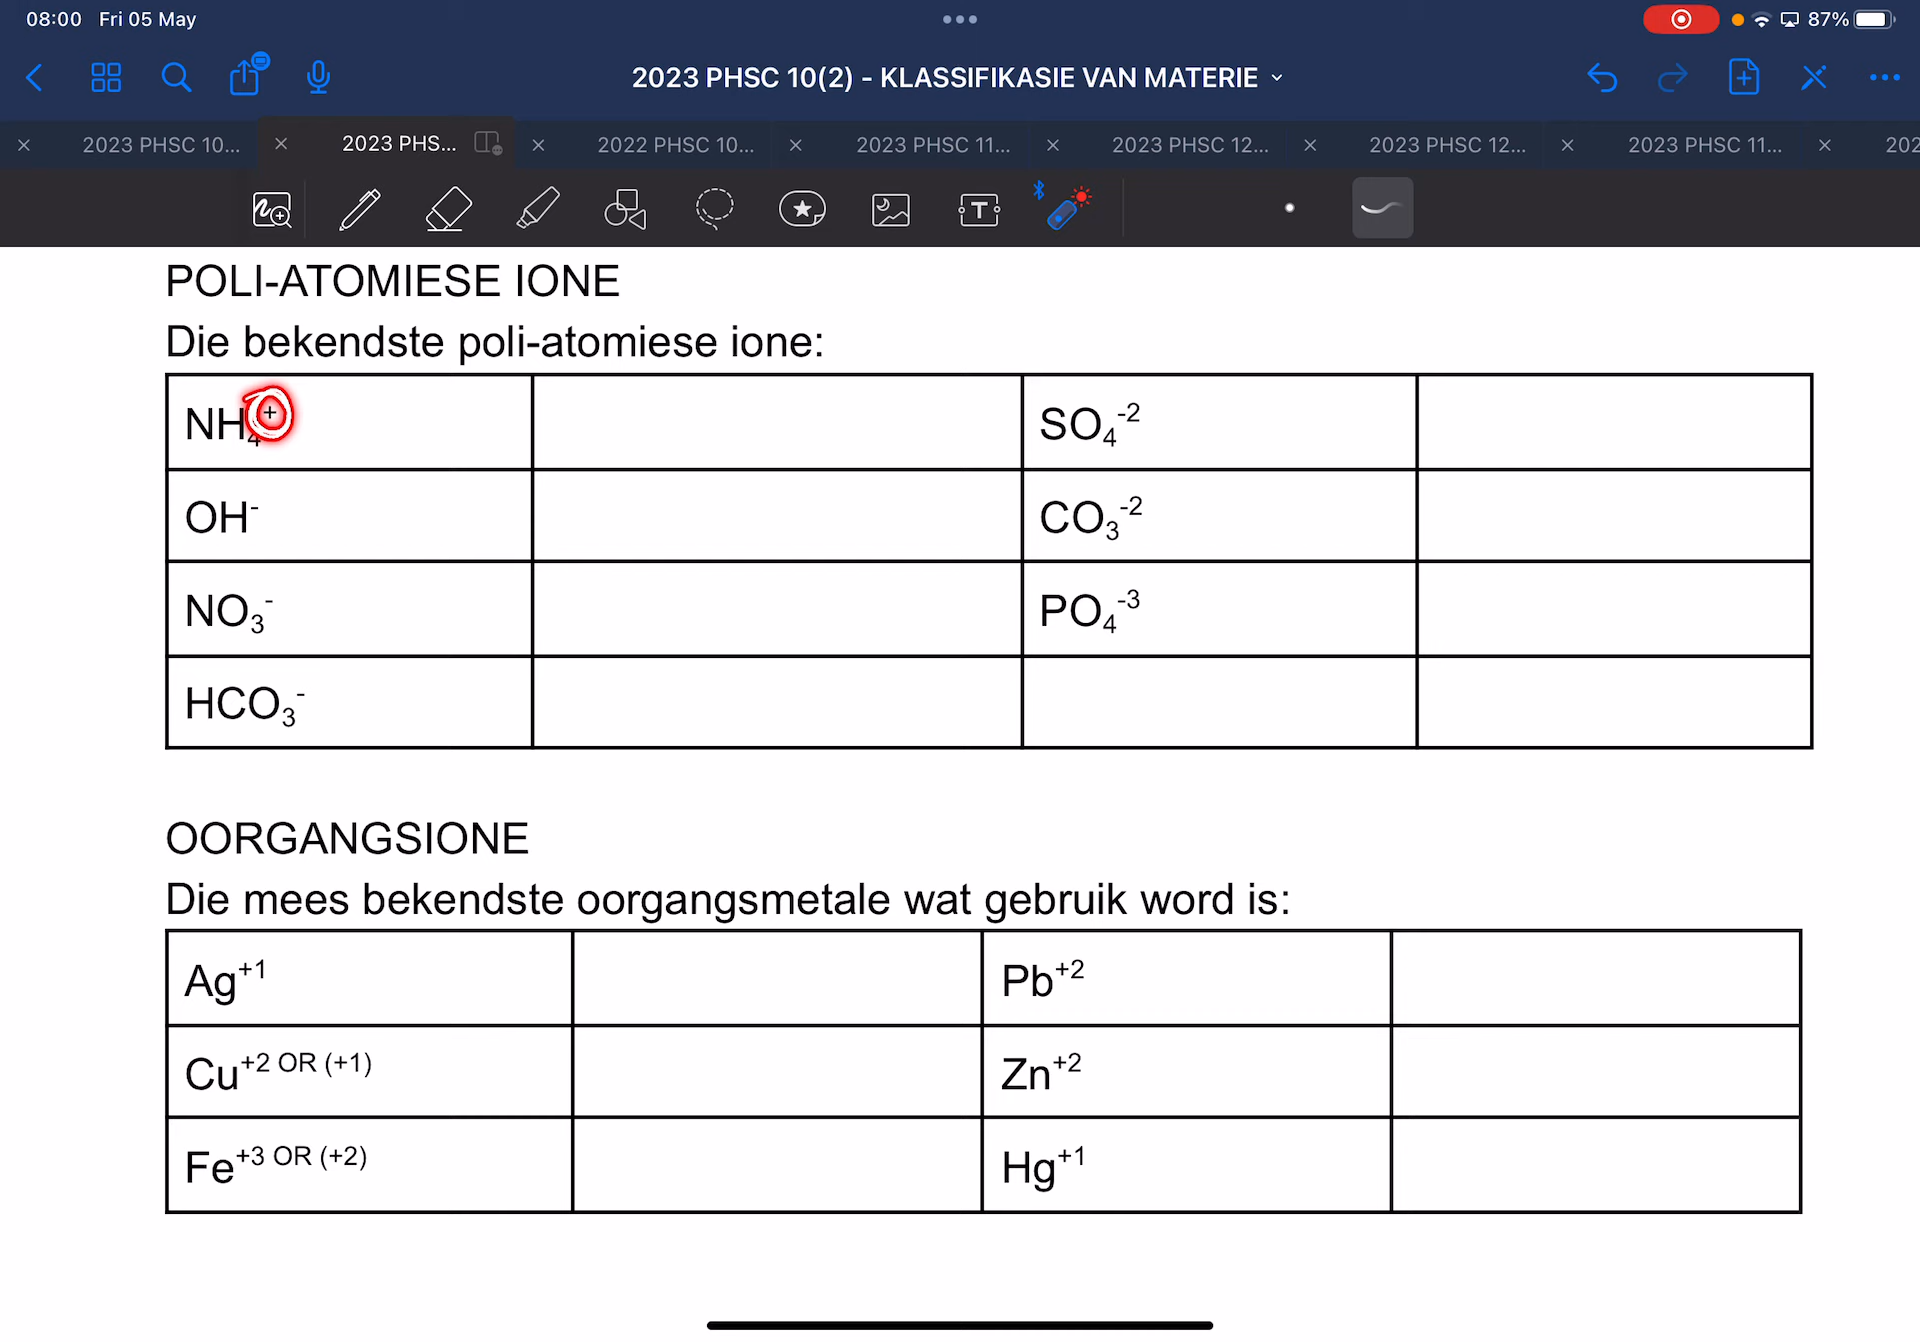 08:00 Fri 05 May
87%
2023 PHSC 10(2) - KLASSIFIKASIE VAN MATERIE
2023 PHSC 10... 2023 PHS... 2022 PHSC 10... 2023 PHSC 11... 2023 PHSC 12... 2023 PHSC 12... 2023 PHSC 11... 202
POLI-ATOMIESE IONE
Die bekendste poli-atomiese ione:
NH₄⁺ SO₄⁻²
OH⁻ CO₃⁻²
NO₃⁻ PO₄⁻³
HCO₃⁻
OORGANGSIONE
Die mees bekendste oorgangsmetale wat gebruik word is:
Ag⁺¹ Pb⁺²
Cu⁺² ᴼᴿ ⁽⁺¹⁾ Zn⁺²
Fe⁺³ ᴼᴿ ⁽⁺²⁾ Hg⁺¹